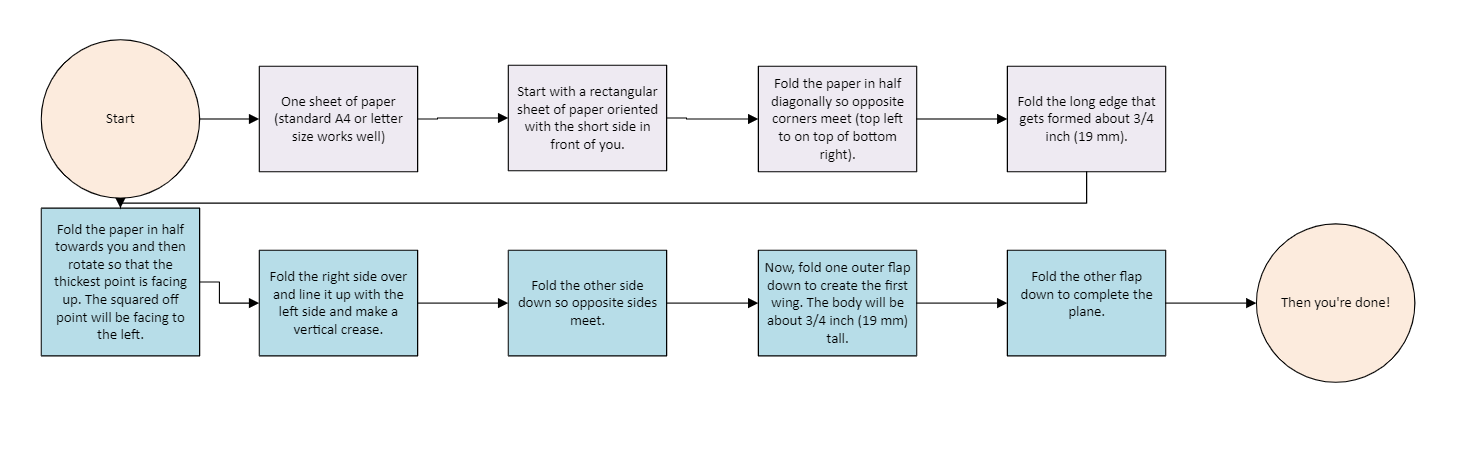 Start
One sheet of paper
(standard A4 or letter
size works well)
Start with a rectangular
sheet of paper oriented
with the short side in
front of you.
Fold the paper in half
diagonally so opposite
corners meet (top left
to on top of bottom
right).
Fold the long edge that
gets formed about 3/4
inch (19 mm).
Fold the paper in half
towards you and then
rotate so that the
thickest point is facing
up. The squared off
point will be facing to
the left.
Fold the right side over
and line it up with the
left side and make a
vertical crease.
Fold the other side
down so opposite sides
meet.
Now, fold one outer flap
down to create the first
wing. The body will be
about 3/4 inch (19 mm)
tall.
Fold the other flap
down to complete the
plane.
Then you're done!